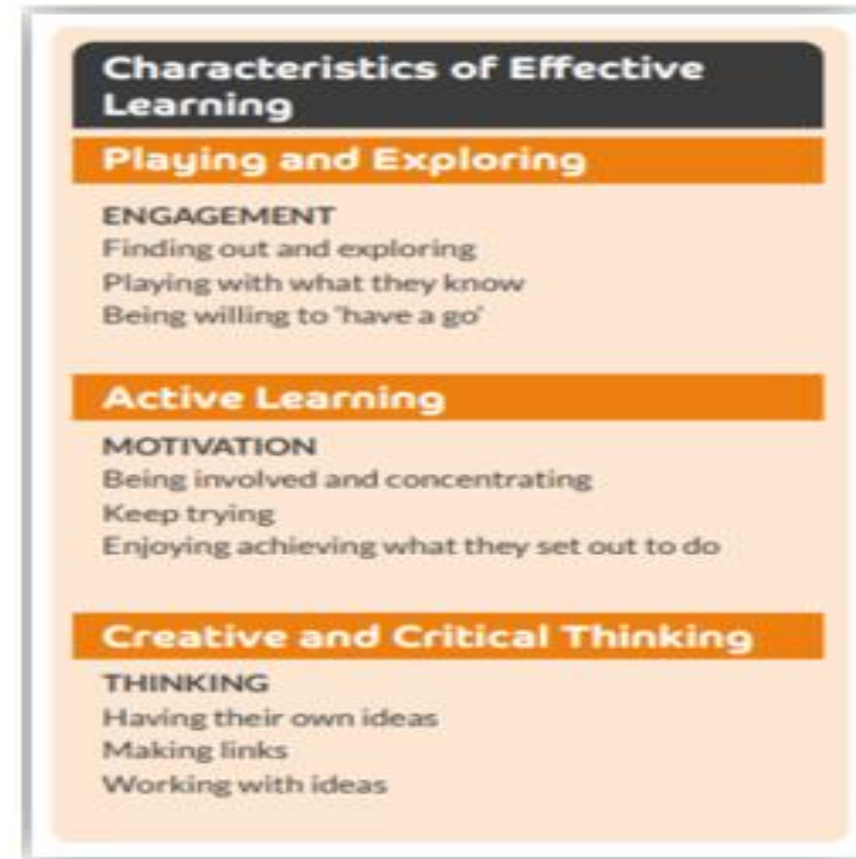 Characteristics of Effective
Learning
Playing and Exploring
ENGAGEMENT
Finding out and exploring
Playing with what they know
Being willing to 'have a go'
Active Learning
MOTIVATION
Being involved and concentrating
Keep trying
Enjoying achieving what they set out to do
Creative and Critical Thinking
THINKING
Having their own ideas
Making links
Working with ideas